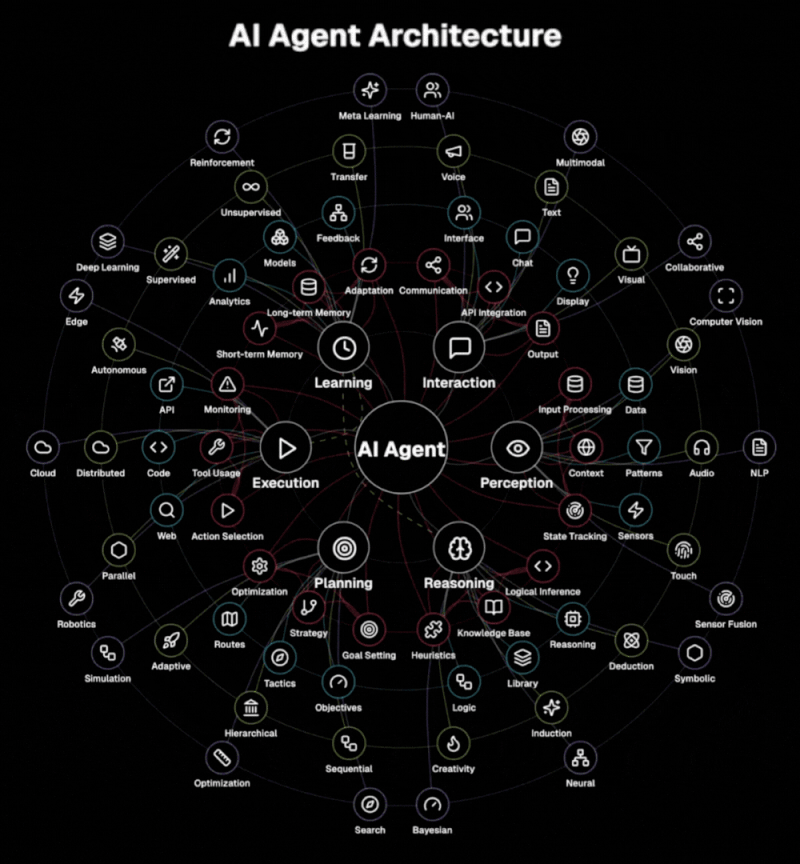 AI Agent Architecture
Meta Learning
Human-AI
Reinforcement
Transfer
Voice
Multimodal
Unsupervised
Text
Feedback
Interface
Models
Chat
Deep Learning
Supervised
Visual
Collaborative
Analytics
Adaptation
Communication
Display
Long-term Memory
API Integration
Edge
Computer Vision
Short-term Memory
Output
Autonomous
Vision
Learning
Interaction
API
Monitoring
Input Processing
Data
AI Agent
Cloud
Distributed
Code
Tool Usage
Execution
Perception
Context
Patterns
Audio
NLP
Web
Action Selection
State Tracking
Sensors
Parallel
Touch
Planning
Reasoning
Optimization
Logical Inference
Robotics
Sensor Fusion
Strategy
Knowledge Base
Routes
Reasoning
Goal Setting
Heuristics
Adaptive
Deduction
Simulation
Symbolic
Tactics
Library
Objectives
Logic
Hierarchical
Induction
Sequential
Creativity
Optimization
Neural
Search
Bayesian